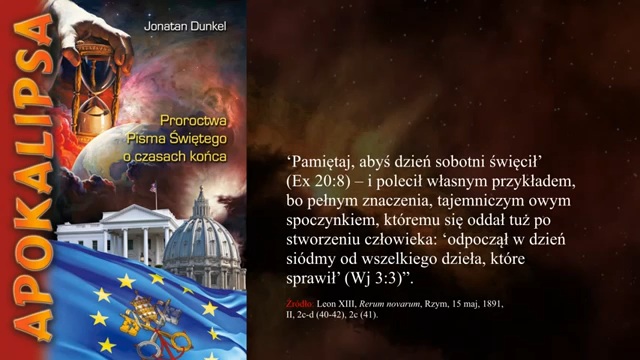 Jonatan Dunkel
APOKALIPSA
Proroctwa
Pisma Świętego
o czasach końca
‘Pamiętaj, abyś dzień sobotni święcił’
(Ex 20:8) – i polecił własnym przykładem,
bo pełnym znaczenia, tajemniczym owym
spoczynkiem, któremu się oddał tuż po
stworzeniu człowieka: ‘odpoczął w dzień
siódmy od wszelkiego dzieła, które
sprawił’ (Wj 3:3)”.
Źródło: Leon XIII, Rerum novarum, Rzym, 15 maj, 1891,
II, 2c-d (40-42), 2c (41).